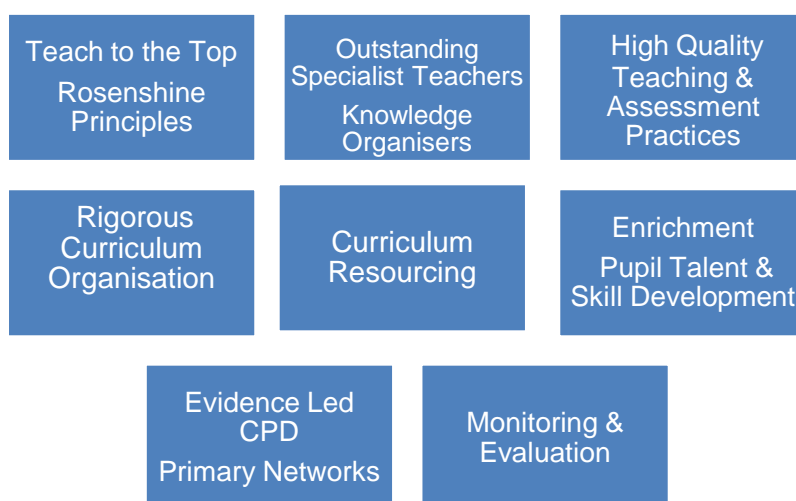 Teach to the Top
Rosenshine
Principles
Outstanding
Specialist Teachers
Knowledge
Organisers
High Quality
Teaching &
Assessment
Practices
Rigorous
Curriculum
Organisation
Curriculum
Resourcing
Enrichment
Pupil Talent &
Skill Development
Evidence Led
CPD
Primary Networks
Monitoring &
Evaluation